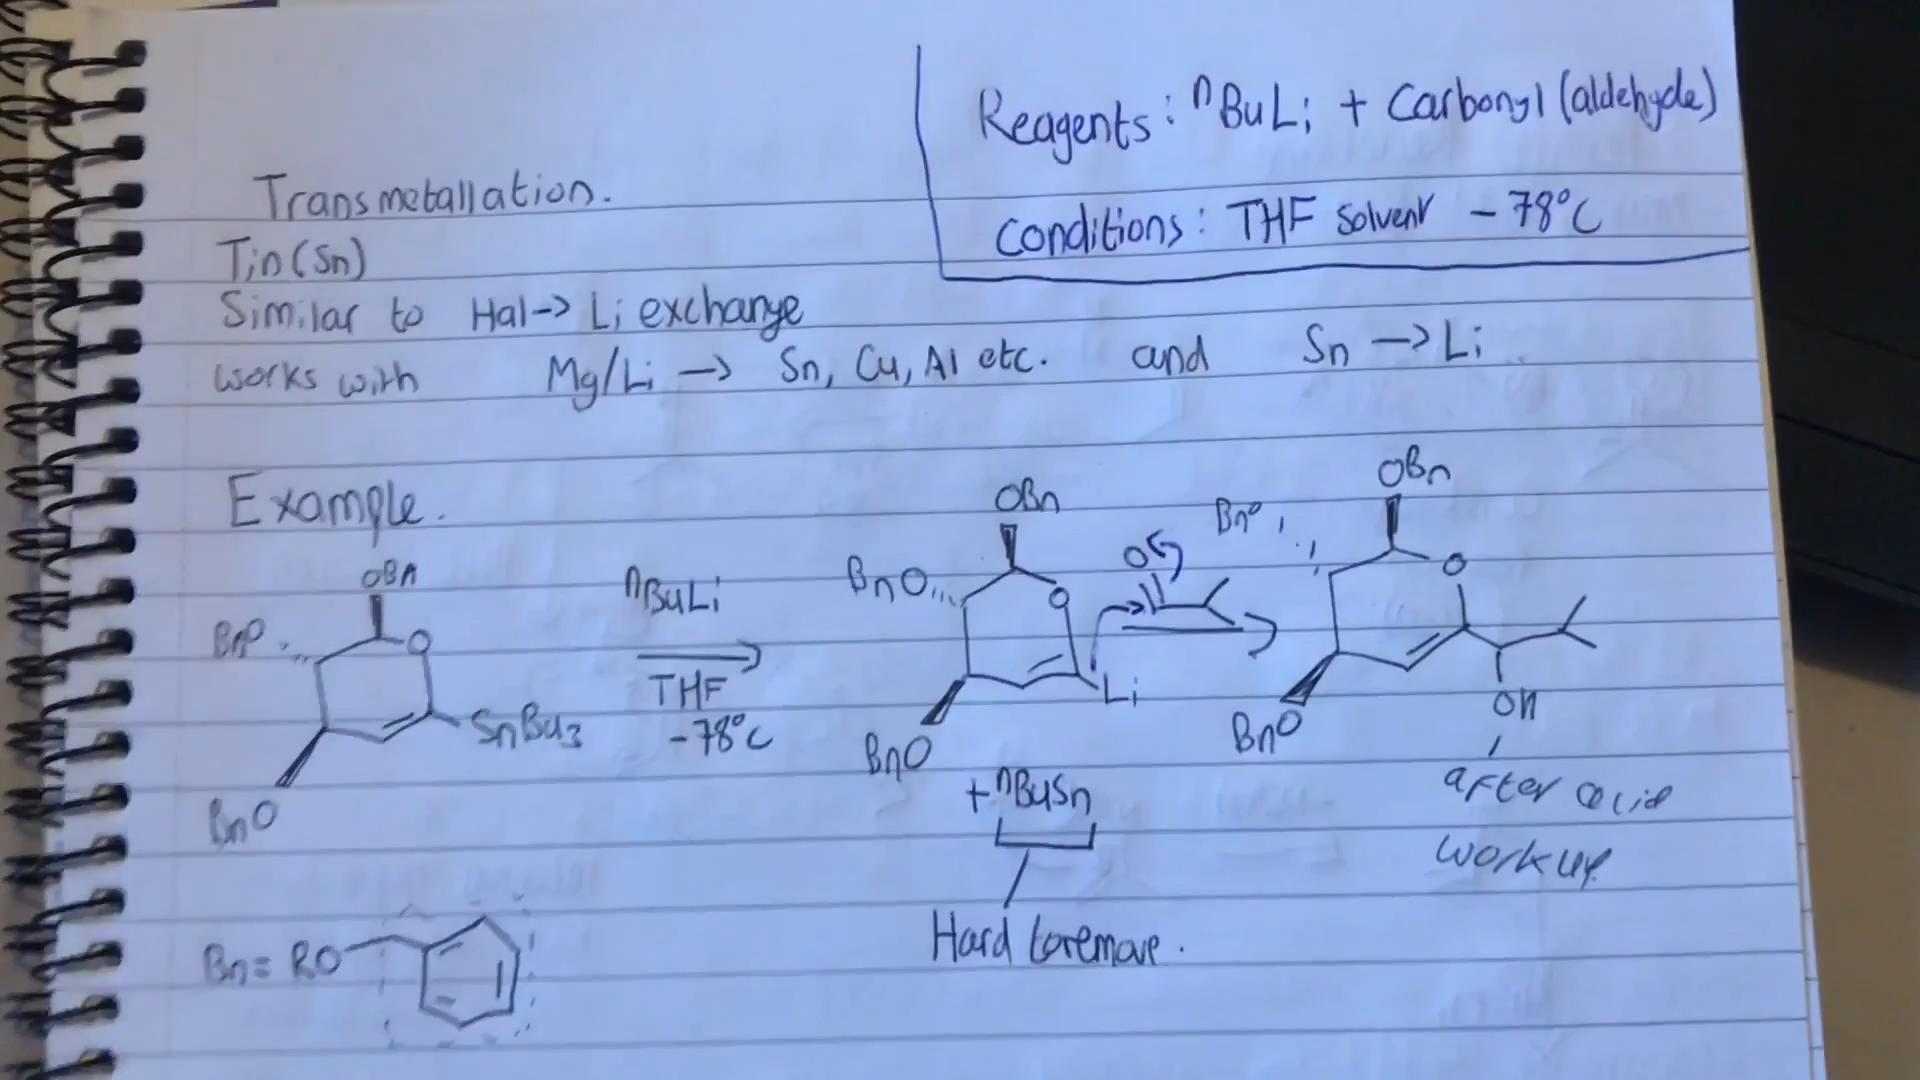 Reagents: nBuLi + Carbonyl (aldehyde)
Conditions: THF solvent -78°C
Transmetallation.
Tin (Sn)
Similar to Hal-> Li exchange
works with Mg/Li -> Sn, Cu, Al etc. and Sn -> Li
Example.
OBn
BnO
O
SnBu3
BnO
nBuLi
THF
-78°C
OBn
BnO
O
Li
BnO
+nBuSn
Hard to remove.
O
OBn
BnO
O
BnO
OH
after acid
workup
Bn= RO